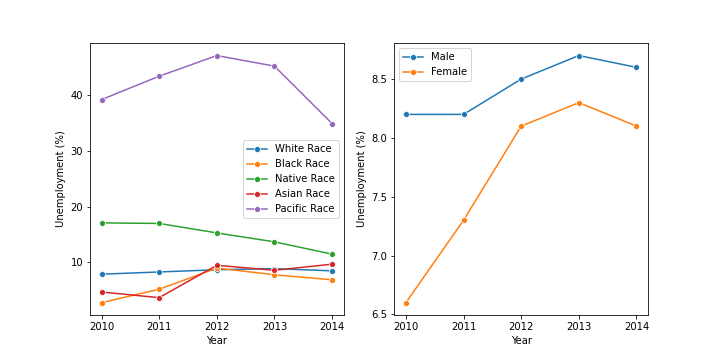 Unemployment (%)
40
30
20
10
White Race
Black Race
Native Race
Asian Race
Pacific Race
2010 2011 2012 2013 2014
Year
Unemployment (%)
8.5
8.0
7.5
7.0
6.5
Male
Female
2010 2011 2012 2013 2014
Year